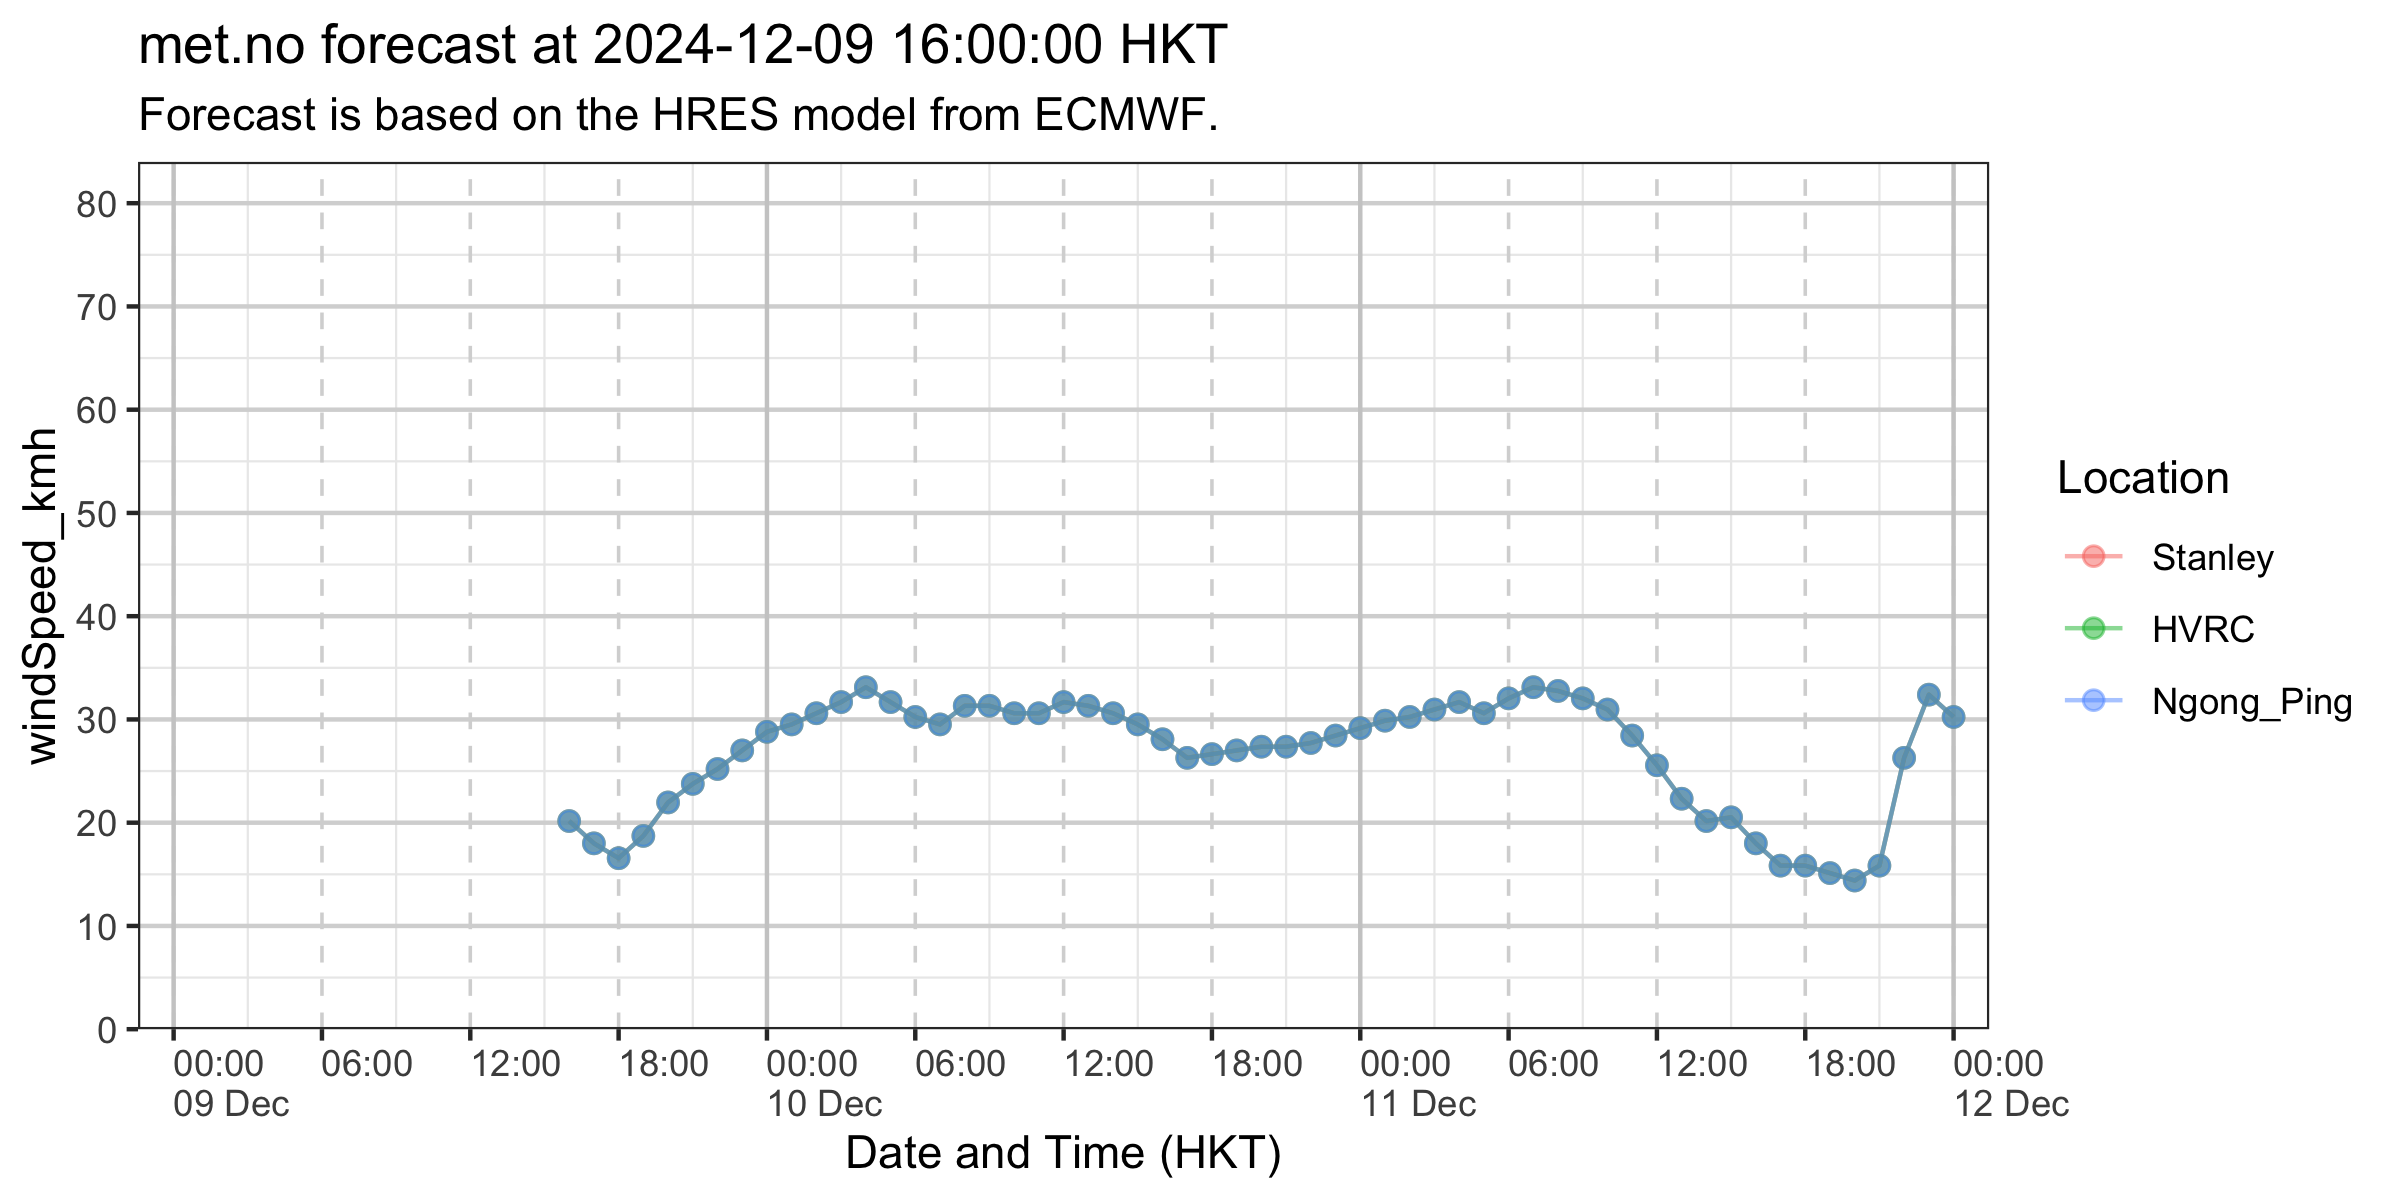 met.no forecast at 2024-12-09 16:00:00 HKT
Forecast is based on the HRES model from ECMWF.
windSpeed_kmh
80
70
60
50
40
30
20
10
0
00:00 06:00 12:00 18:00 00:00 06:00 12:00 18:00 00:00 06:00 12:00 18:00 00:00
09 Dec 10 Dec 11 Dec 12 Dec
Date and Time (HKT)
Location
Stanley
HVRC
Ngong_Ping